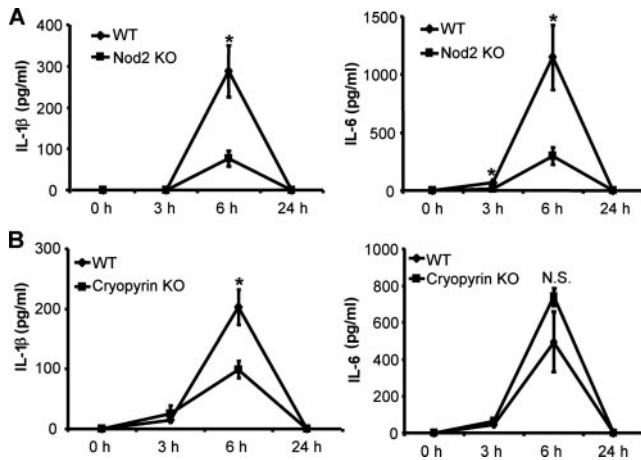 A
WT
Nod2 KO
IL-1β (pg/ml)
400
300
200
100
0
*
0 h 3 h 6 h 24 h
WT
Nod2 KO
IL-6 (pg/ml)
1500
1000
500
0
*
*
0 h 3 h 6 h 24 h
B
WT
Cryopyrin KO
IL-1β (pg/ml)
300
200
100
0
*
0 h 3 h 6 h 24 h
WT
Cryopyrin KO
N.S.
IL-6 (pg/ml)
1000
800
600
400
200
0
0 h 3 h 6 h 24 h